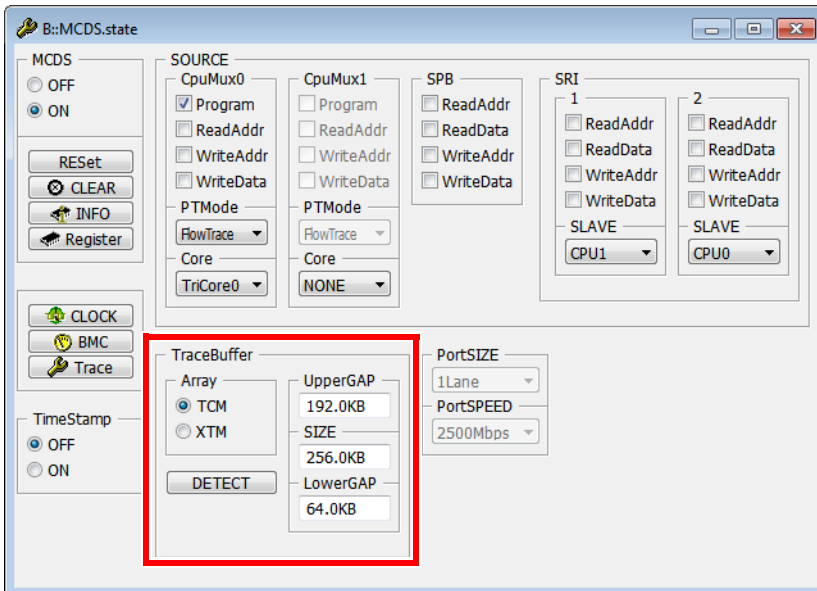 B::MCDS.state
MCDS
OFF
ON
RESet
CLEAR
INFO
Register
CLOCK
BMC
Trace
TimeStamp
OFF
ON
SOURCE
CpuMux0
Program
ReadAddr
WriteAddr
WriteData
PTMode
FlowTrace
Core
TriCore0
CpuMux1
Program
ReadAddr
WriteAddr
WriteData
PTMode
FlowTrace
Core
NONE
SPB
ReadAddr
ReadData
WriteAddr
WriteData
SRI
1
ReadAddr
ReadData
WriteAddr
WriteData
SLAVE
CPU1
2
ReadAddr
ReadData
WriteAddr
WriteData
SLAVE
CPU0
TraceBuffer
Array
TCM
XTM
DETECT
UpperGAP
192.0KB
SIZE
256.0KB
LowerGAP
64.0KB
PortSIZE
1Lane
PortSPEED
2500Mbps